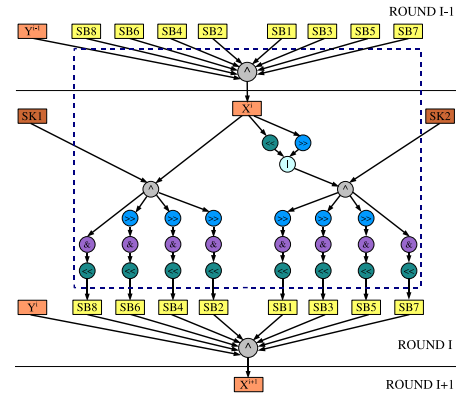 ROUND I-1
Y^i-1 SB8 SB6 SB4 SB2 SB1 SB3 SB5 SB7
^
X^i
SK1 SK2
<< >>
|
^ ^
>> >> >> >> >> >>
& & & & & & & &
<< << << << << << << <<
Y^i SB8 SB6 SB4 SB2 SB1 SB3 SB5 SB7
^
ROUND I
X^i+1
ROUND I+1